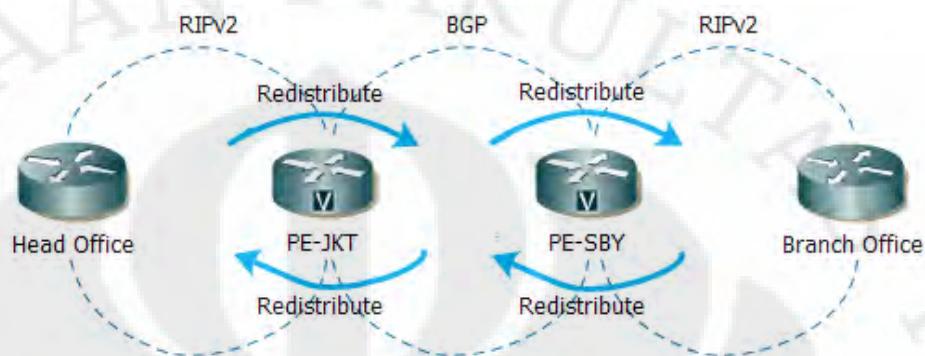 RIPv2 BGP RIPv2
Redistribute Redistribute
V V
Head Office PE-JKT PE-SBY Branch Office
Redistribute Redistribute